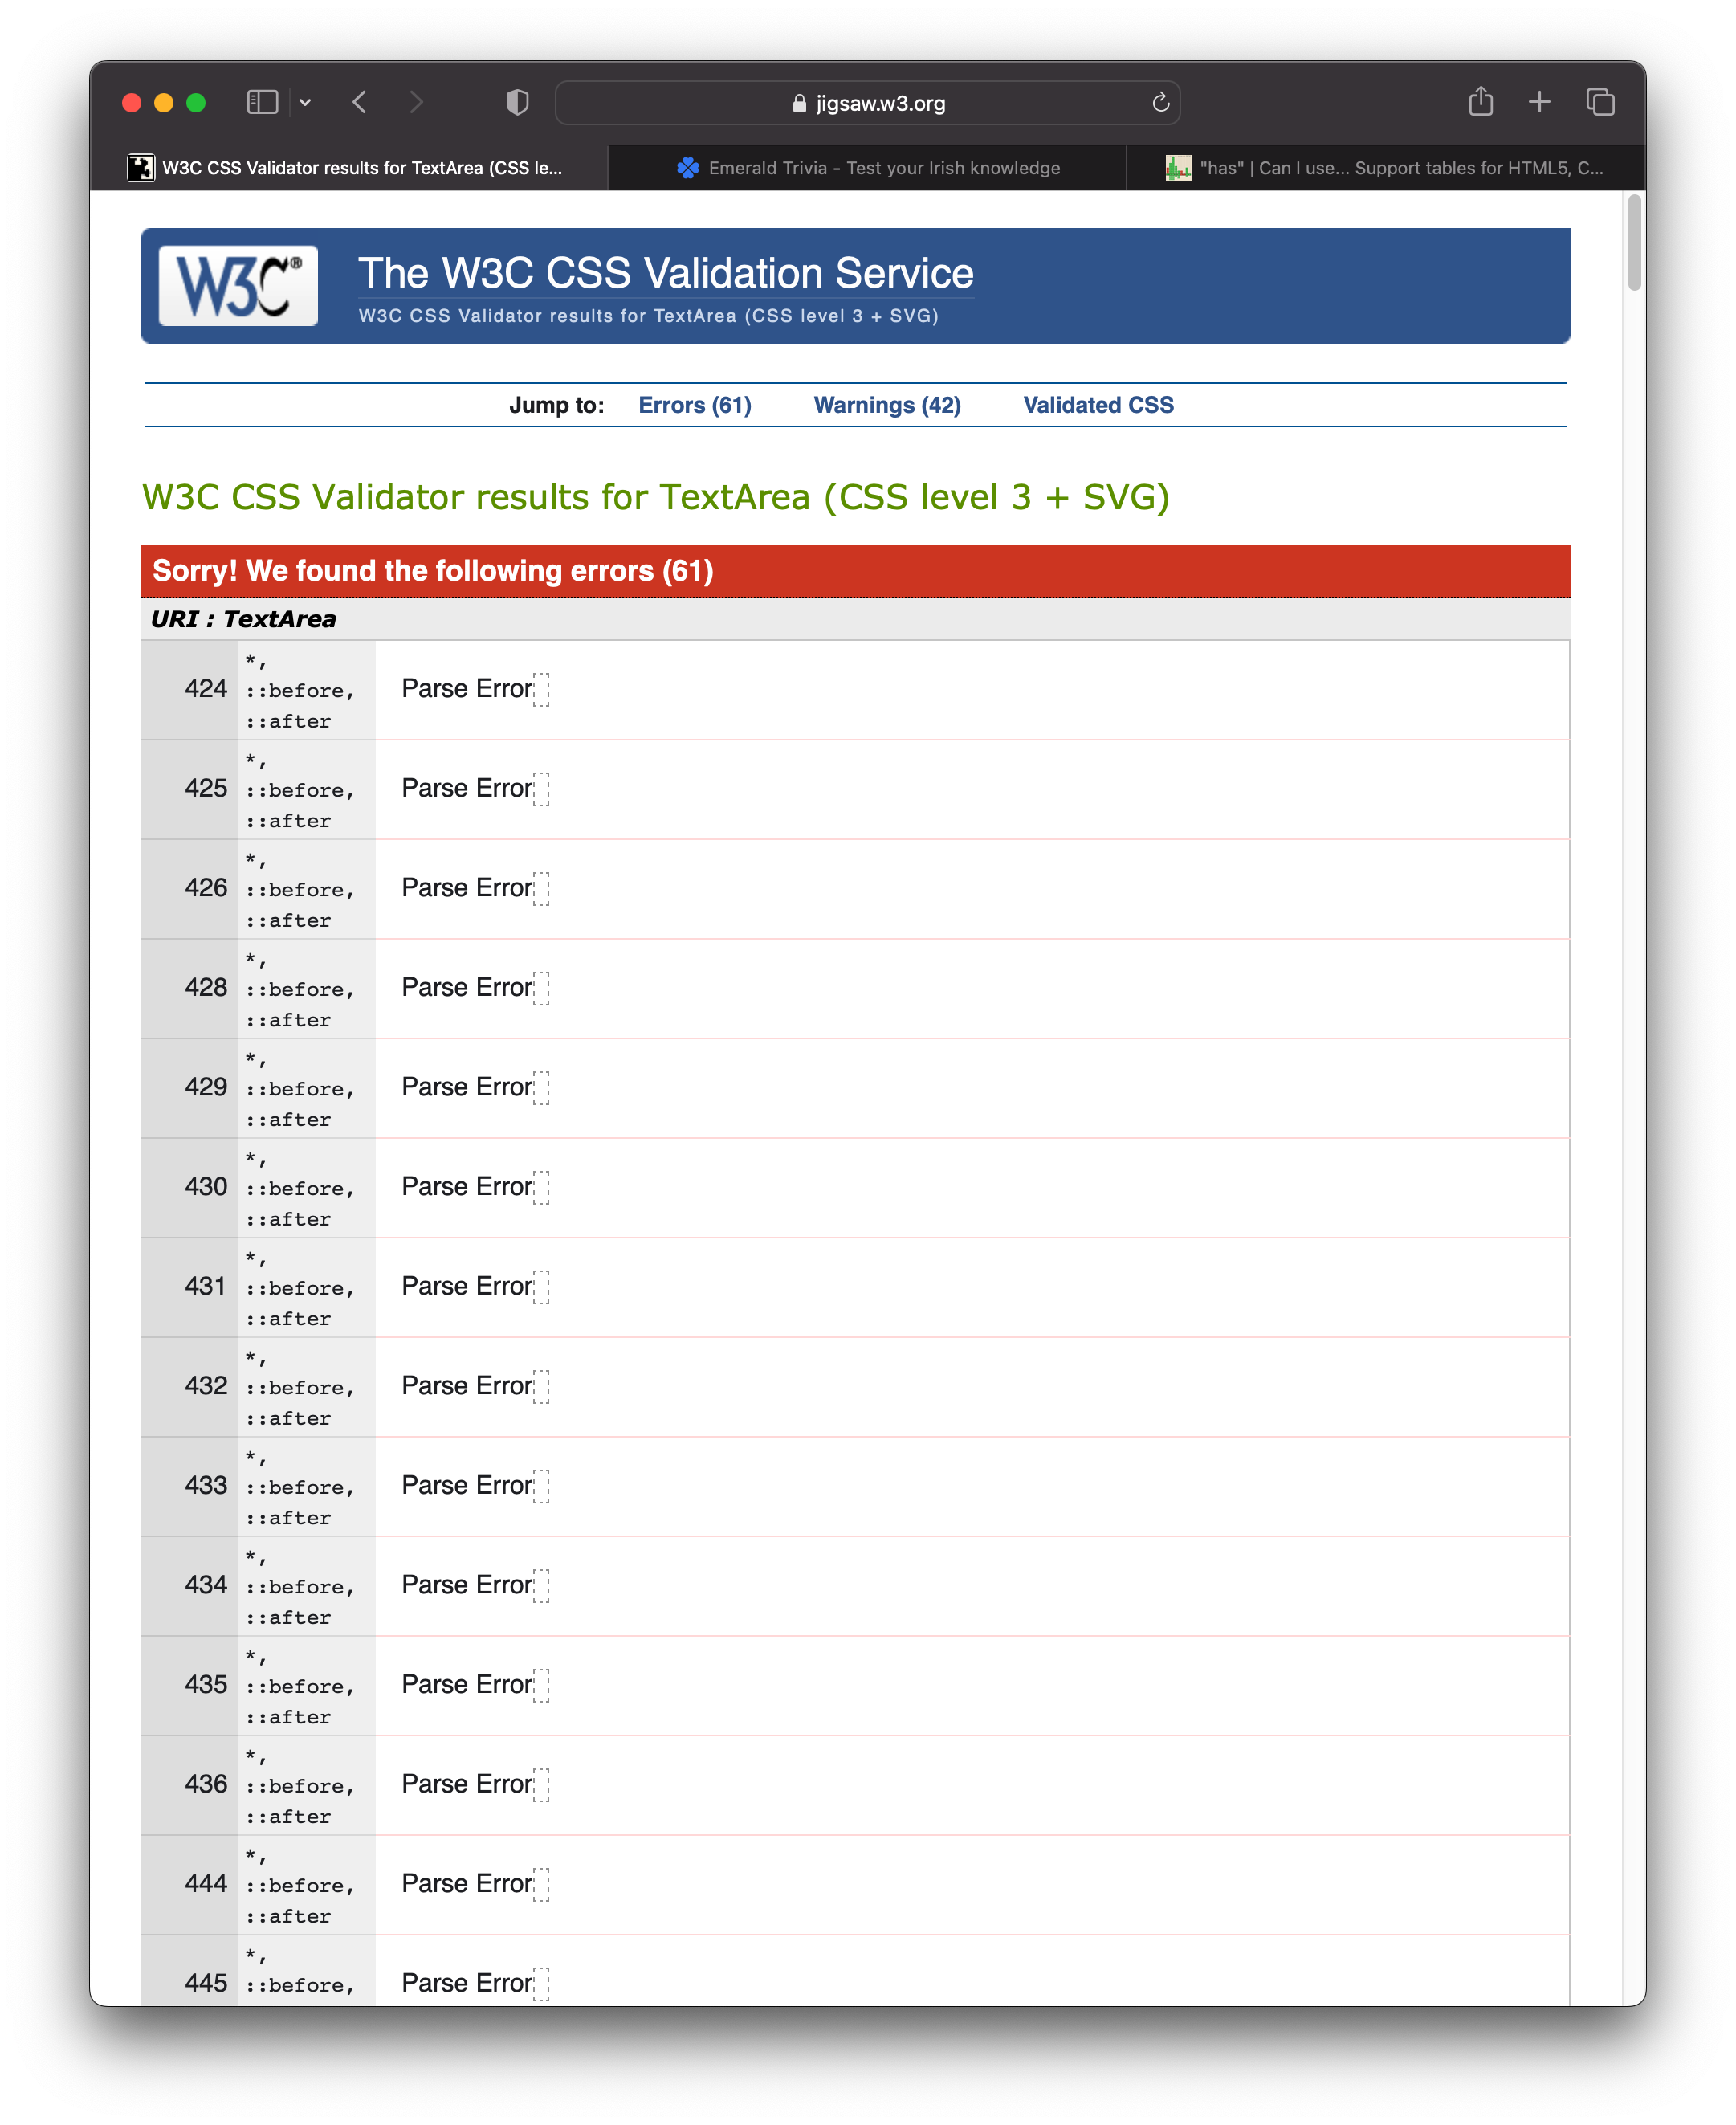 jigsaw.w3.org
W3C CSS Validator results for TextArea (CSS le...
Emerald Trivia - Test your Irish knowledge
"has" | Can I use... Support tables for HTML5, C...
W3C®
The W3C CSS Validation Service
W3C CSS Validator results for TextArea (CSS level 3 + SVG)
Jump to: Errors (61) Warnings (42) Validated CSS
W3C CSS Validator results for TextArea (CSS level 3 + SVG)
Sorry! We found the following errors (61)
URI : TextArea
*,
424 ::before, Parse Error
::after
*,
425 ::before, Parse Error
::after
*,
426 ::before, Parse Error
::after
*,
428 ::before, Parse Error
::after
*,
429 ::before, Parse Error
::after
*,
430 ::before, Parse Error
::after
*,
431 ::before, Parse Error
::after
*,
432 ::before, Parse Error
::after
*,
433 ::before, Parse Error
::after
*,
434 ::before, Parse Error
::after
*,
435 ::before, Parse Error
::after
*,
436 ::before, Parse Error
::after
*,
444 ::before, Parse Error
::after
*,
445 ::before, Parse Error